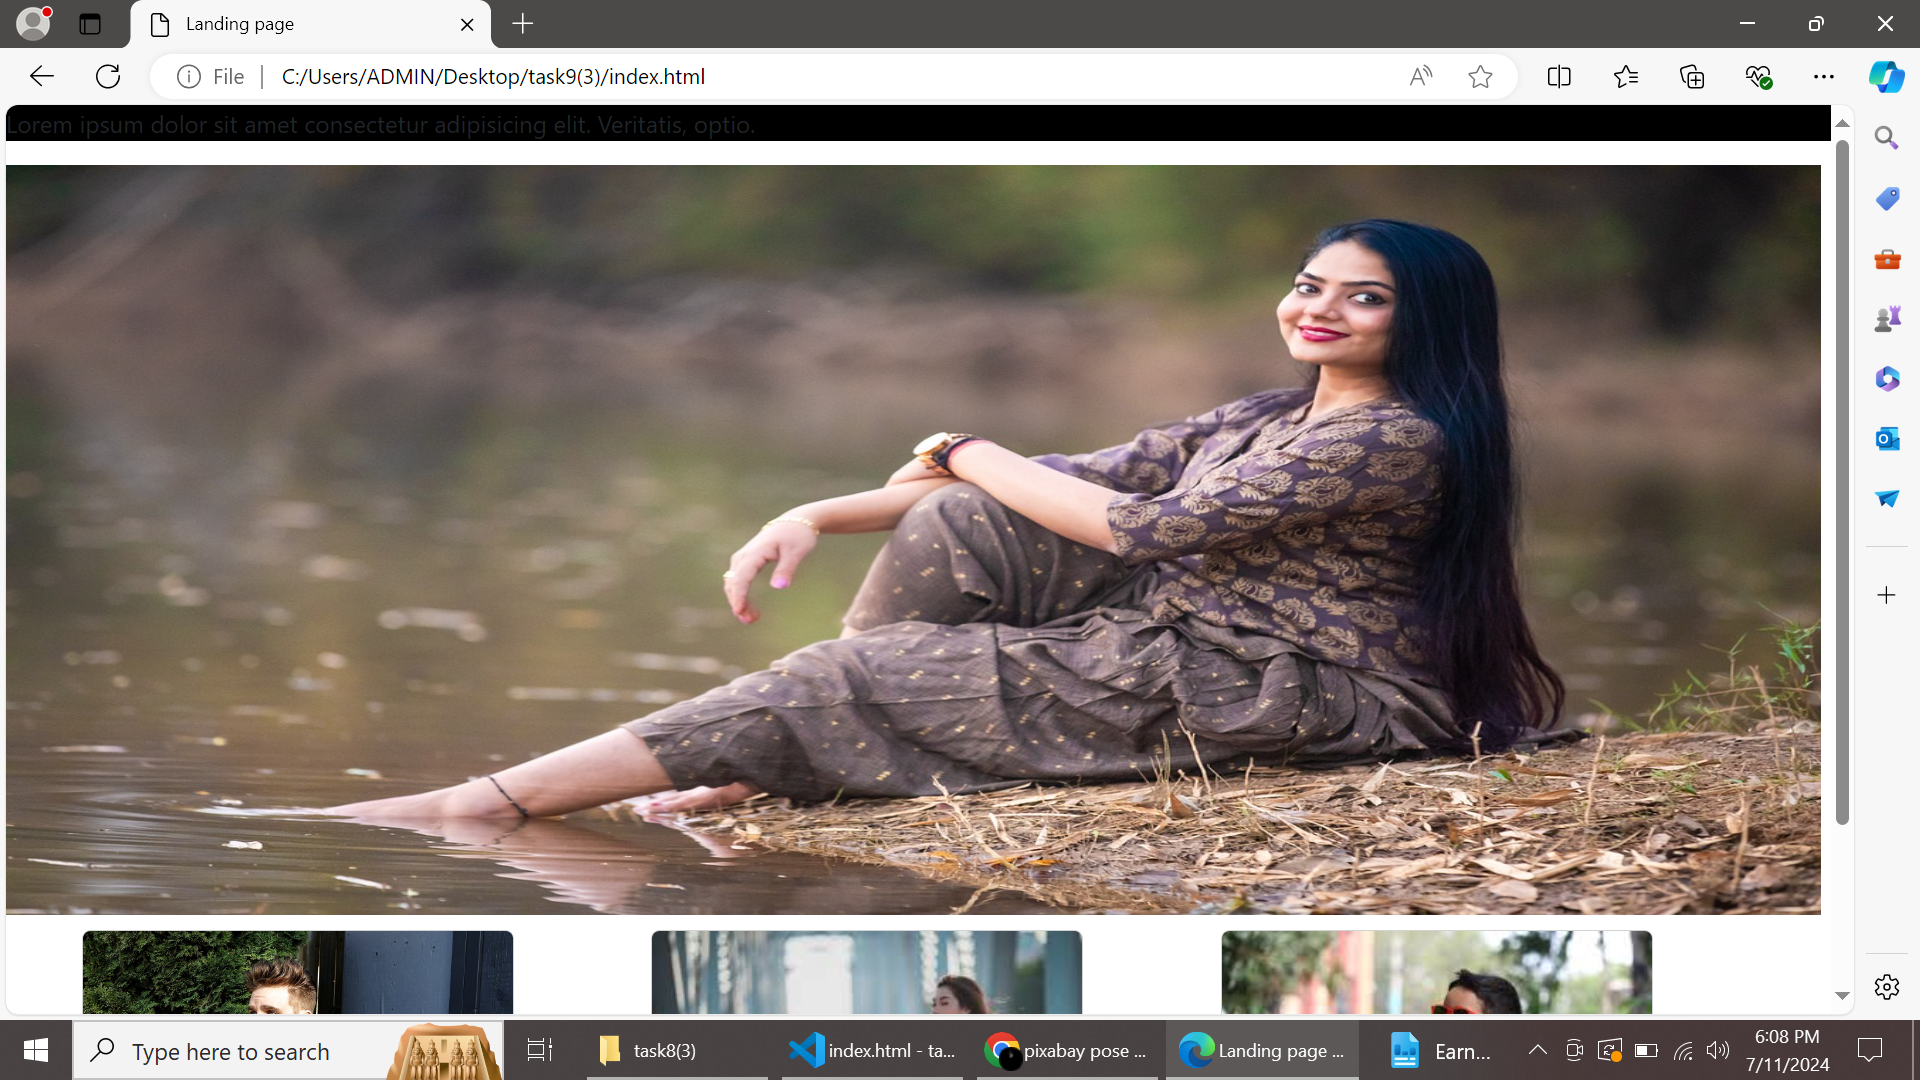 Landing page
File
C:/Users/ADMIN/Desktop/task9(3)/index.html
Lorem ipsum dolor sit amet consectetur adipisicing elit. Veritatis, optio.
Type here to search
task8(3)
index.html - ta...
pixabay pose ...
Landing page ...
Earn...
6:08 PM
7/11/2024